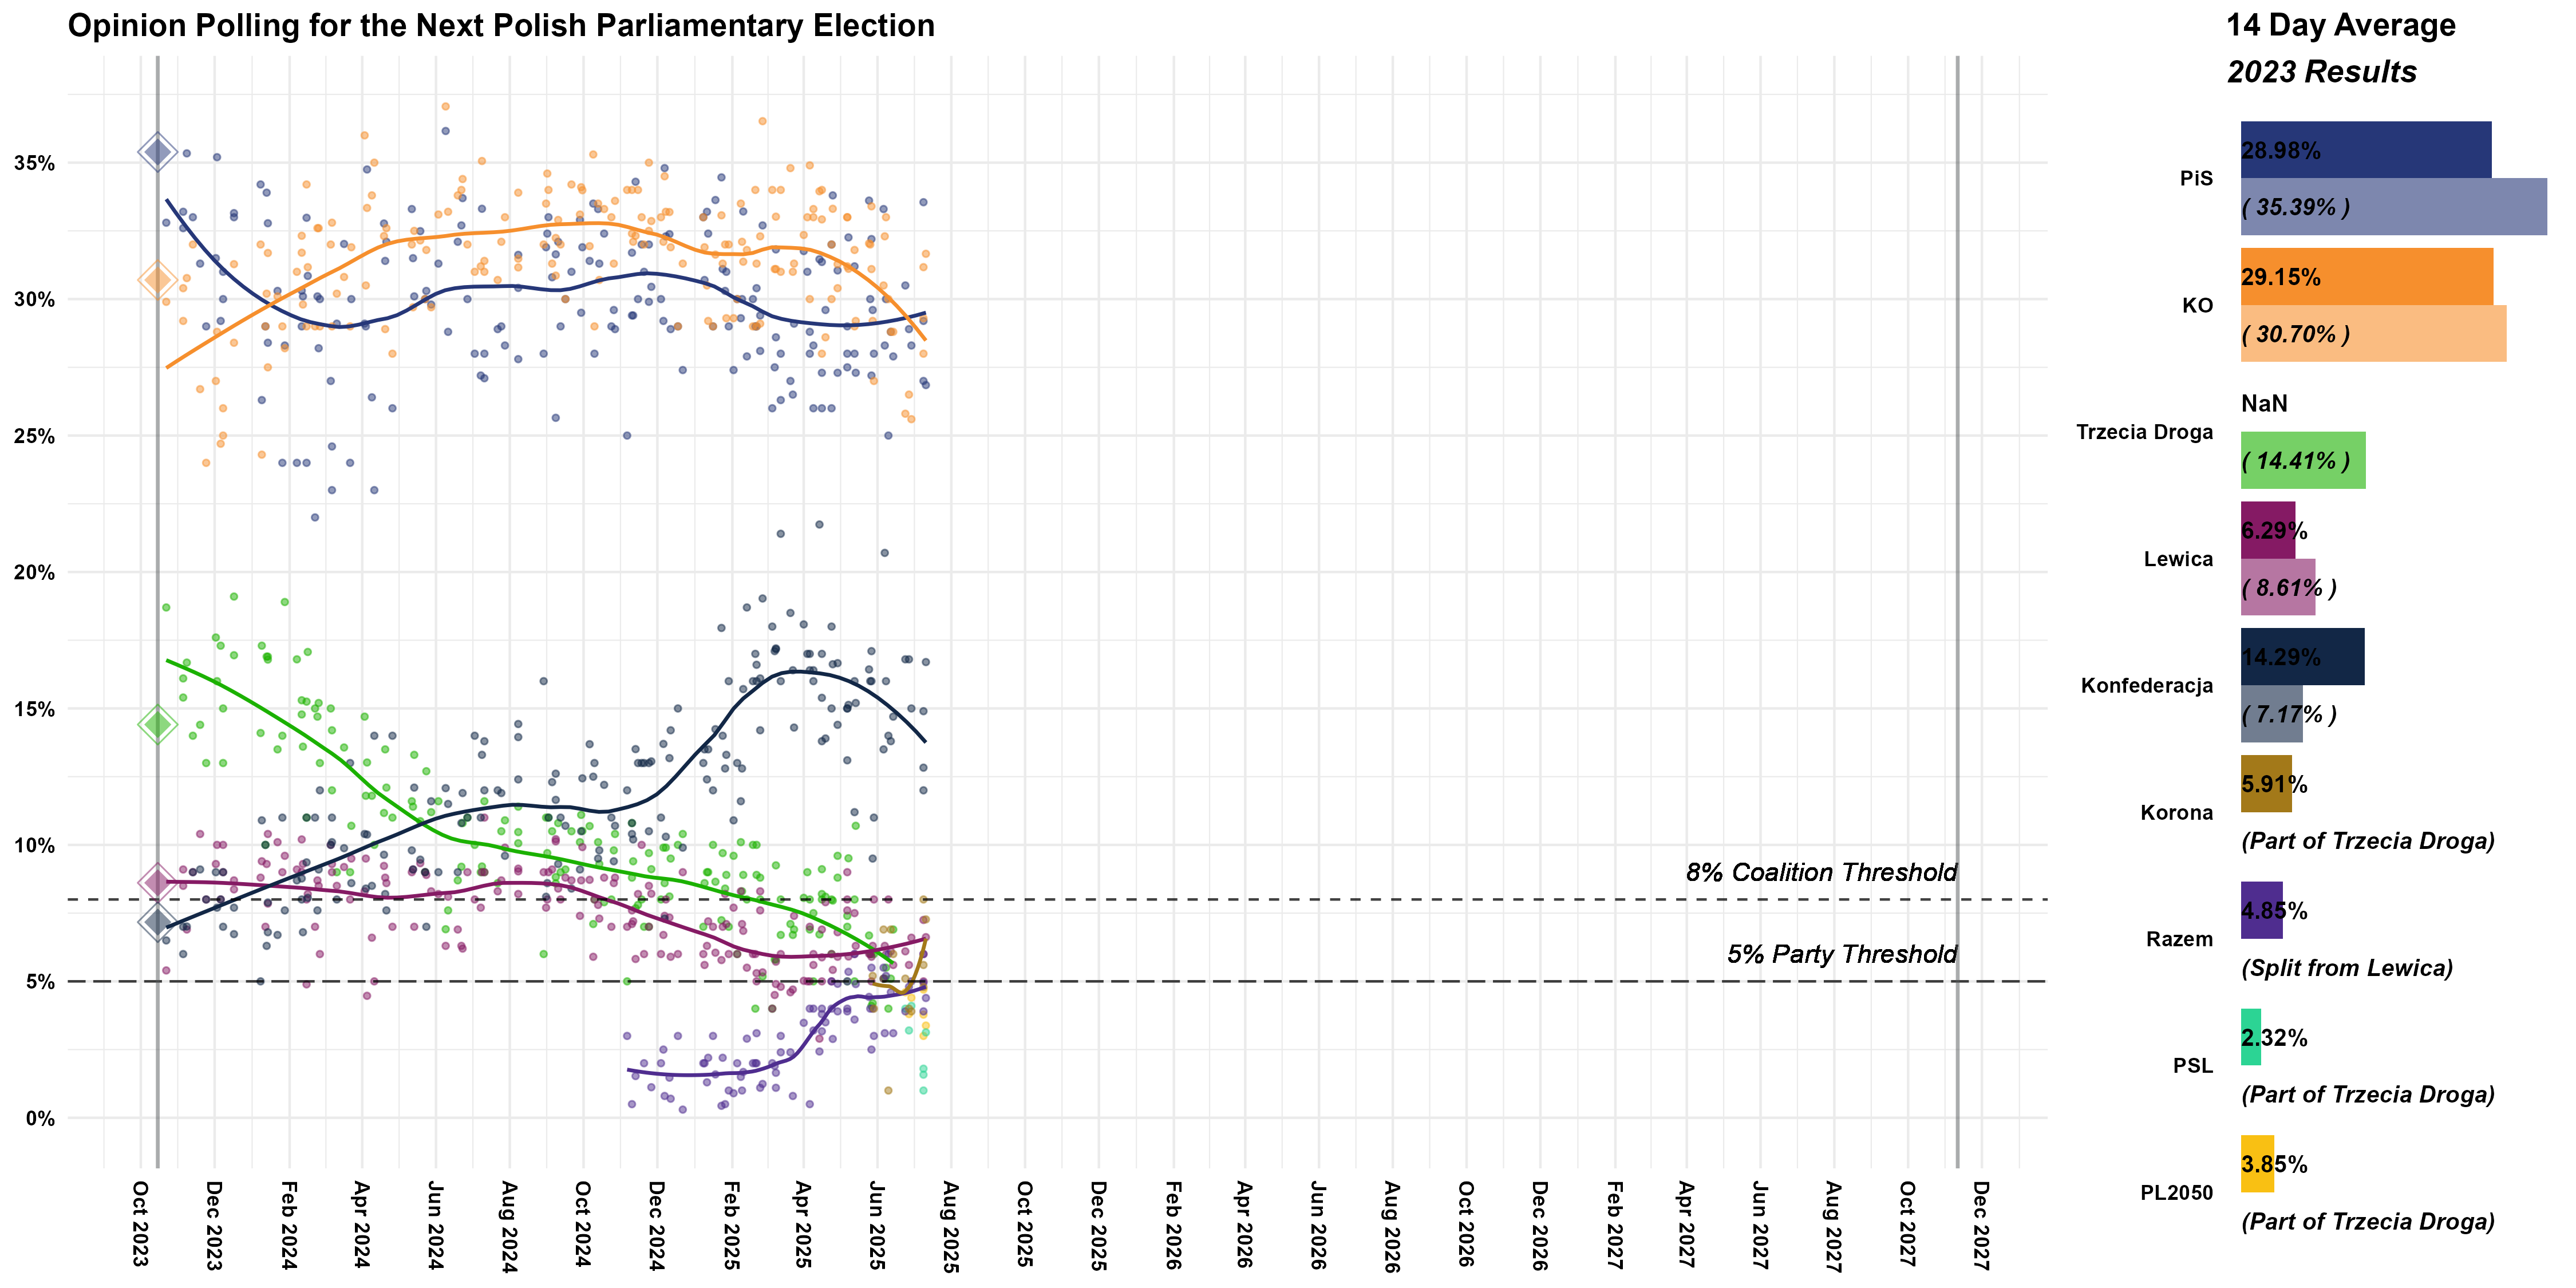 Opinion Polling for the Next Polish Parliamentary Election
35%
30%
25%
20%
15%
10%
5%
0%
8% Coalition Threshold
5% Party Threshold
Oct 2023
Dec 2023
Feb 2024
Apr 2024
Jun 2024
Aug 2024
Oct 2024
Dec 2024
Feb 2025
Apr 2025
Jun 2025
Aug 2025
Oct 2025
Dec 2025
Feb 2026
Apr 2026
Jun 2026
Aug 2026
Oct 2026
Dec 2026
Feb 2027
Apr 2027
Jun 2027
Aug 2027
Oct 2027
Dec 2027
14 Day Average
2023 Results
PiS
28.98%
( 35.39% )
KO
29.15%
( 30.70% )
Trzecia Droga
NaN
( 14.41% )
Lewica
6.29%
( 8.61% )
Konfederacja
14.29%
( 7.17% )
Korona
5.91%
(Part of Trzecia Droga)
Razem
4.85%
(Split from Lewica)
PSL
2.32%
(Part of Trzecia Droga)
PL2050
3.85%
(Part of Trzecia Droga)